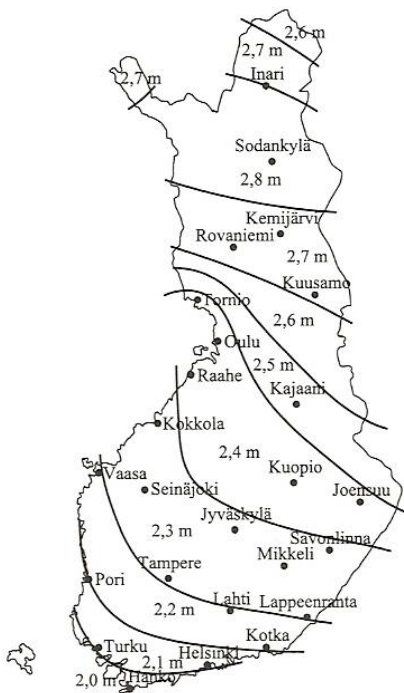 2,6 m
2,7 m
Inari
2,7 m
Sodankylä
2,8 m
Kemijärvi
Rovaniemi
2,7 m
Kuusamo
Tornio
2,6 m
Oulu
2,5 m
Raahe
Kajaani
Kokkola
2,4 m
Vaasa
Kuopio
Seinäjoki
Joensuu
2,3 m
Jyväskylä
Savonlinna
Mikkeli
Tampere
Pori
2,2 m
Lahti
Lappeenranta
Turku
Kotka
Helsinki
2,1 m
2,0 m
Hanko